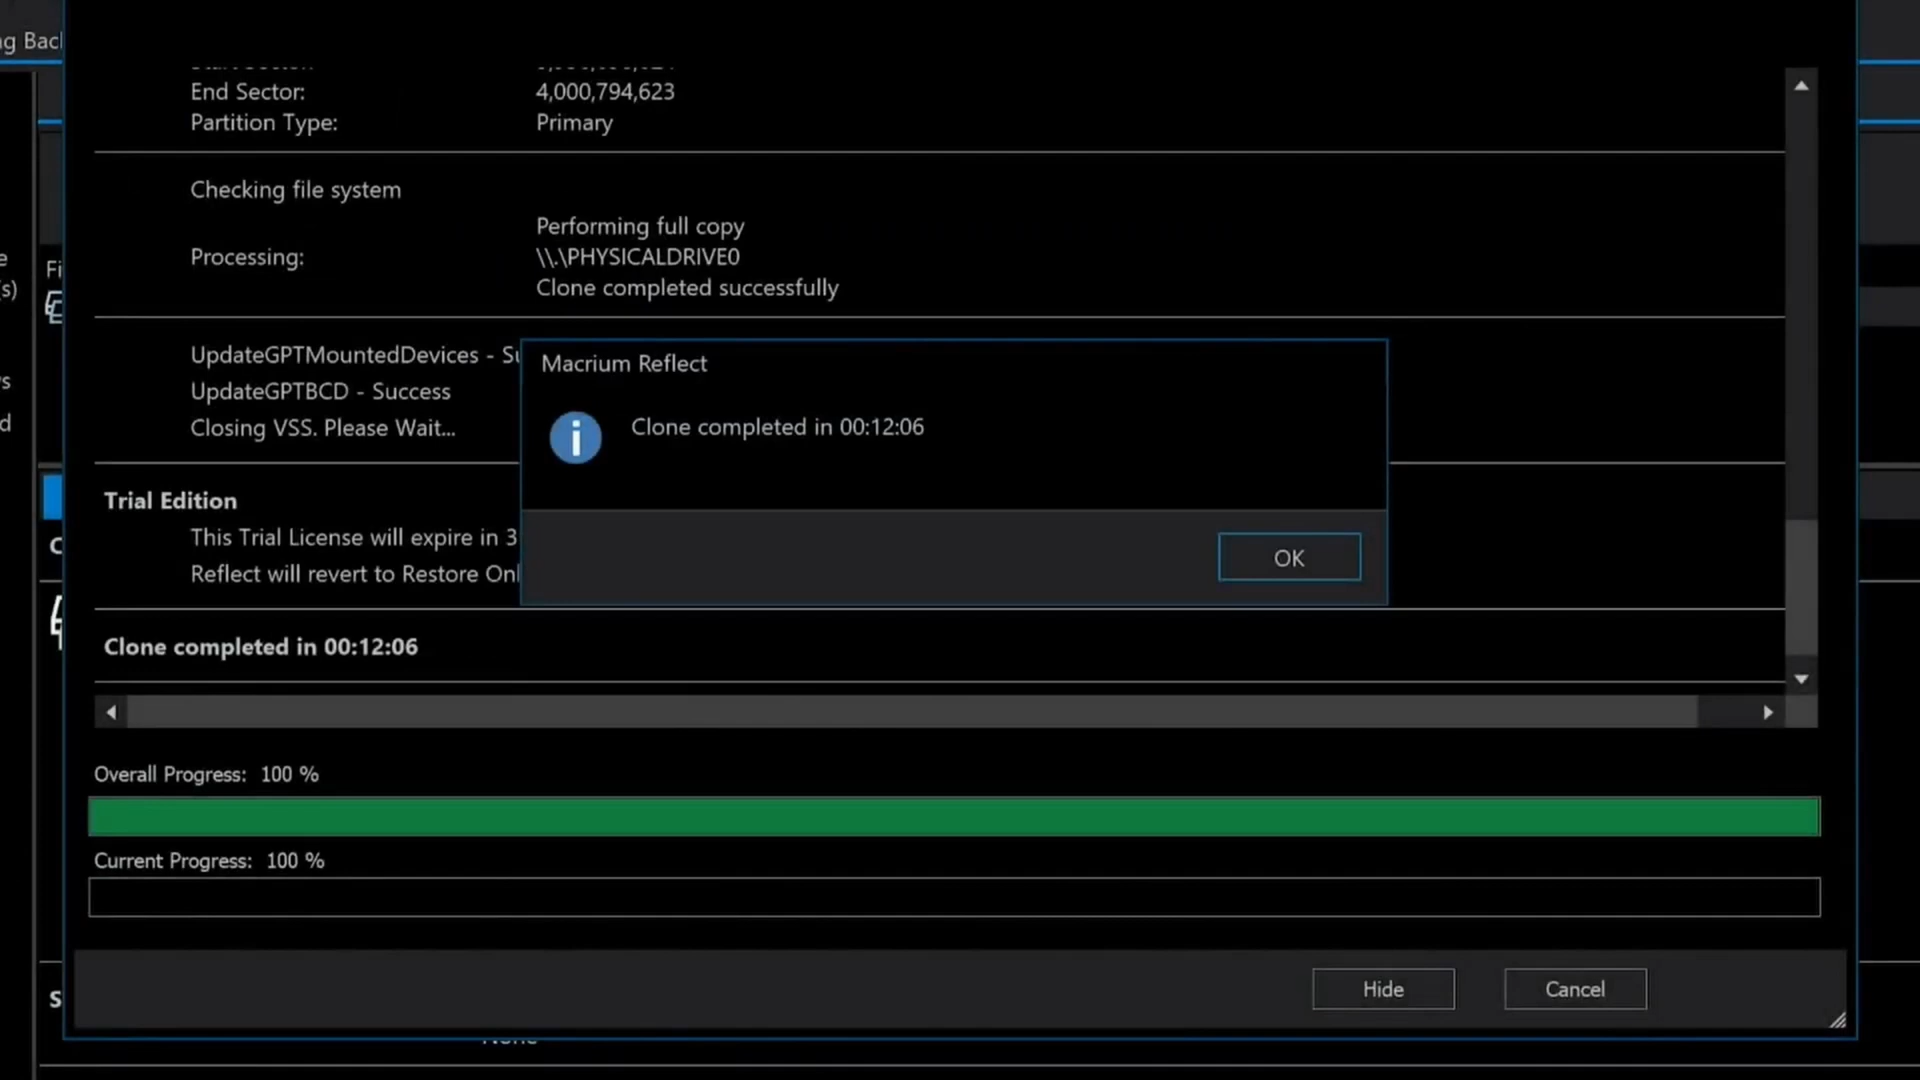 ng Back
End Sector: 4,000,794,623
Partition Type: Primary
Checking file system
Performing full copy
Processing: \\.\PHYSICALDRIVE0
Clone completed successfully
UpdateGPTMountedDevices - Su
UpdateGPTBCD - Success
Closing VSS. Please Wait...
Macrium Reflect
Clone completed in 00:12:06
OK
Trial Edition
This Trial License will expire in 3
Reflect will revert to Restore Onl
Clone completed in 00:12:06
Overall Progress: 100 %
Current Progress: 100 %
Hide
Cancel